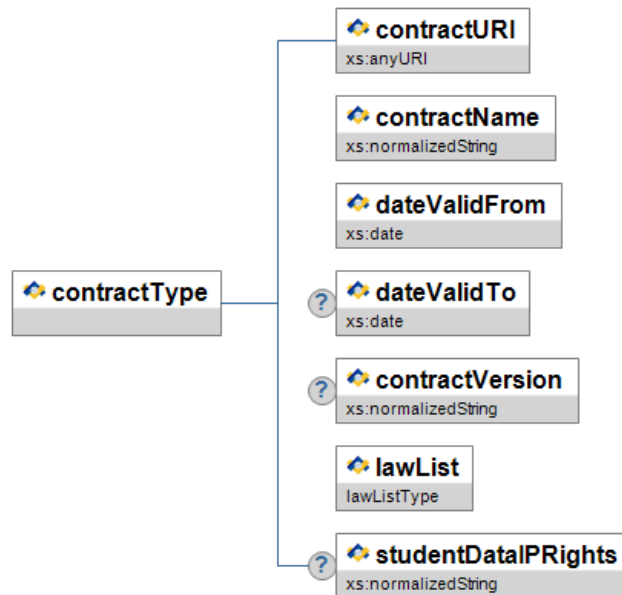 contractURI
xs:anyURI
contractName
xs:normalizedString
dateValidFrom
xs:date
contractType
? dateValidTo
xs:date
? contractVersion
xs:normalizedString
lawList
lawListType
? studentDataIPRights
xs:normalizedString